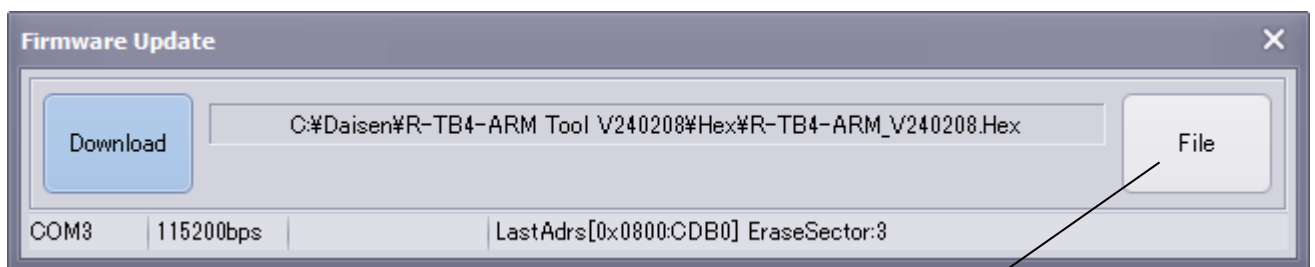 Firmware Update
Download
C:¥Daisen¥R-TB4-ARM Tool V240208¥Hex¥R-TB4-ARM_V240208.Hex
File
COM3 115200bps LastAdrs[0x0800:CDB0] EraseSector:3